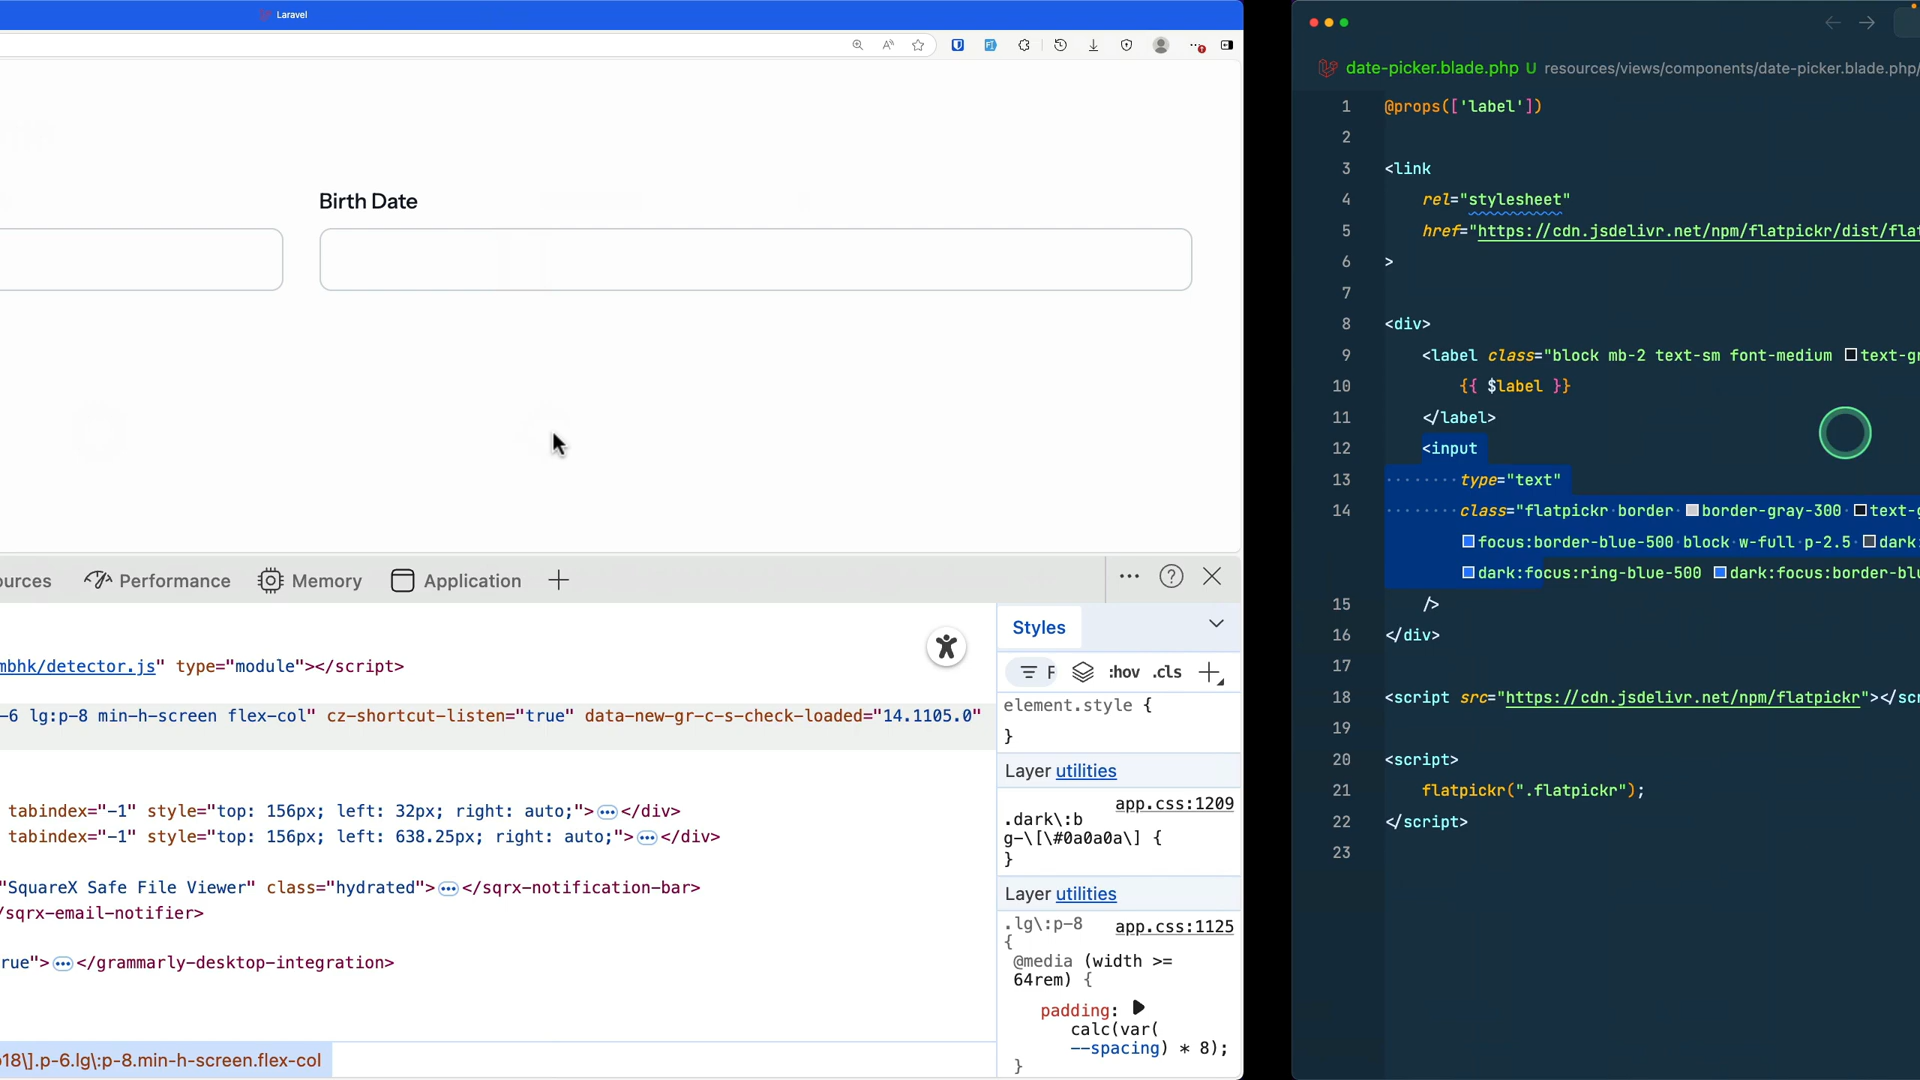 Laravel
Birth Date
Performance
Memory
Application
Styles
mbhk/detector.js" type="module"></script>
:hov .cls
-6 lg:p-8 min-h-screen flex-col" cz-shortcut-listen="true" data-new-gr-c-s-check-loaded="14.1105.0"
element.style {
}
Layer utilities
tabindex="-1" style="top: 156px; left: 32px; right: auto;"></div>
tabindex="-1" style="top: 156px; left: 638.25px; right: auto;"></div>
app.css:1209
.dark\:b
g-\[\#0a0a0a\] {
}
"SquareX Safe File Viewer" class="hydrated"></sqrx-notification-bar>
/sqrx-email-notifier>
Layer utilities
.lg\:p-8
app.css:1125
{
rue"></grammarly-desktop-integration>
@media (width >=
64rem) {
padding:
calc(var(
--spacing) * 8);
}
18\].p-6.lg\:p-8.min-h-screen.flex-col
date-picker.blade.php U resources/views/components/date-picker.blade.php/
1 @props(['label'])
2
3 <link
4 rel="stylesheet"
5 href="https://cdn.jsdelivr.net/npm/flatpickr/dist/flat
6 >
7
8 <div>
9 <label class="block mb-2 text-sm font-medium text-gr
10 {{ $label }}
11 </label>
12 <input
13 type="text"
14 class="flatpickr border border-gray-300 text-g
focus:border-blue-500 block w-full p-2.5 dark:
dark:focus:ring-blue-500 dark:focus:border-blu
15 />
16 </div>
17
18 <script src="https://cdn.jsdelivr.net/npm/flatpickr"></scr
19
20 <script>
21 flatpickr(".flatpickr");
22 </script>
23